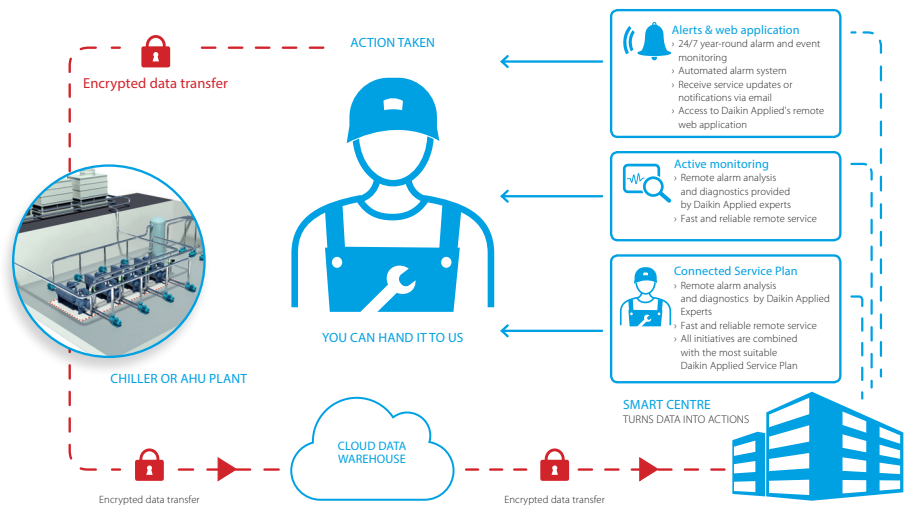 ACTION TAKEN
Encrypted data transfer
Alerts & web application
› 24/7 year-round alarm and event
monitoring
› Automated alarm system
› Receive service updates or
notifications via email
› Access to Daikin Applied's remote
web application
Active monitoring
› Remote alarm analysis
and diagnostics provided
by Daikin Applied experts
› Fast and reliable remote service
Connected Service Plan
› Remote alarm analysis
and diagnostics by Daikin Applied
Experts
› Fast and reliable remote service
› All initiatives are combined
with the most suitable
Daikin Applied Service Plan
YOU CAN HAND IT TO US
CHILLER OR AHU PLANT
SMART CENTRE
TURNS DATA INTO ACTIONS
CLOUD DATA
WAREHOUSE
Encrypted data transfer
Encrypted data transfer